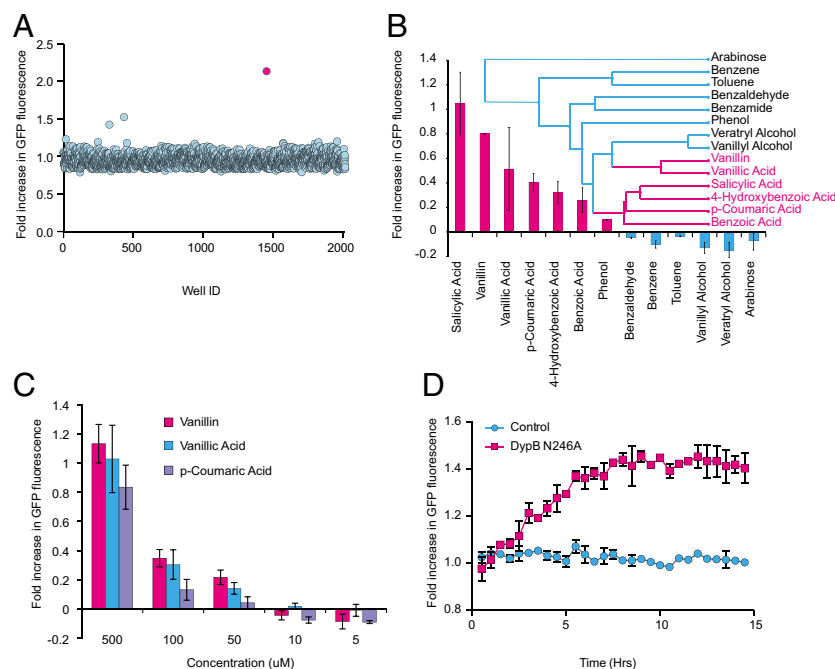 A
Fold increase in GFP fluorescence
2.5
2.0
1.5
1.0
0.5
0.0
0 500 1000 1500 2000
Well ID
B
Fold increase in GFP fluorescence
1.4
1.2
1
0.8
0.6
0.4
0.2
0
-0.2
Arabinose
Benzene
Toluene
Benzaldehyde
Benzamide
Phenol
Veratryl Alcohol
Vanillyl Alcohol
Vanillin
Vanillic Acid
Salicylic Acid
4-Hydroxybenzoic Acid
p-Coumaric Acid
Benzoic Acid
Salicylic Acid
Vanillin
Vanillic Acid
p-Coumaric Acid
4-Hydroxybenzoic Acid
Benzoic Acid
Phenol
Benzaldehyde
Benzene
Toluene
Vanillyl Alcohol
Veratryl Alcohol
Arabinose
C
Fold increase in GFP fluorescence
1.4
1.2
1
0.8
0.6
0.4
0.2
0
-0.2
Vanillin
Vanillic Acid
p-Coumaric Acid
500 100 50 10 5
Concentration (uM)
D
Fold increase in GFP fluorescence
1.6
1.4
1.2
1.0
0.8
Control
DypB N246A
0 5 10 15
Time (Hrs)